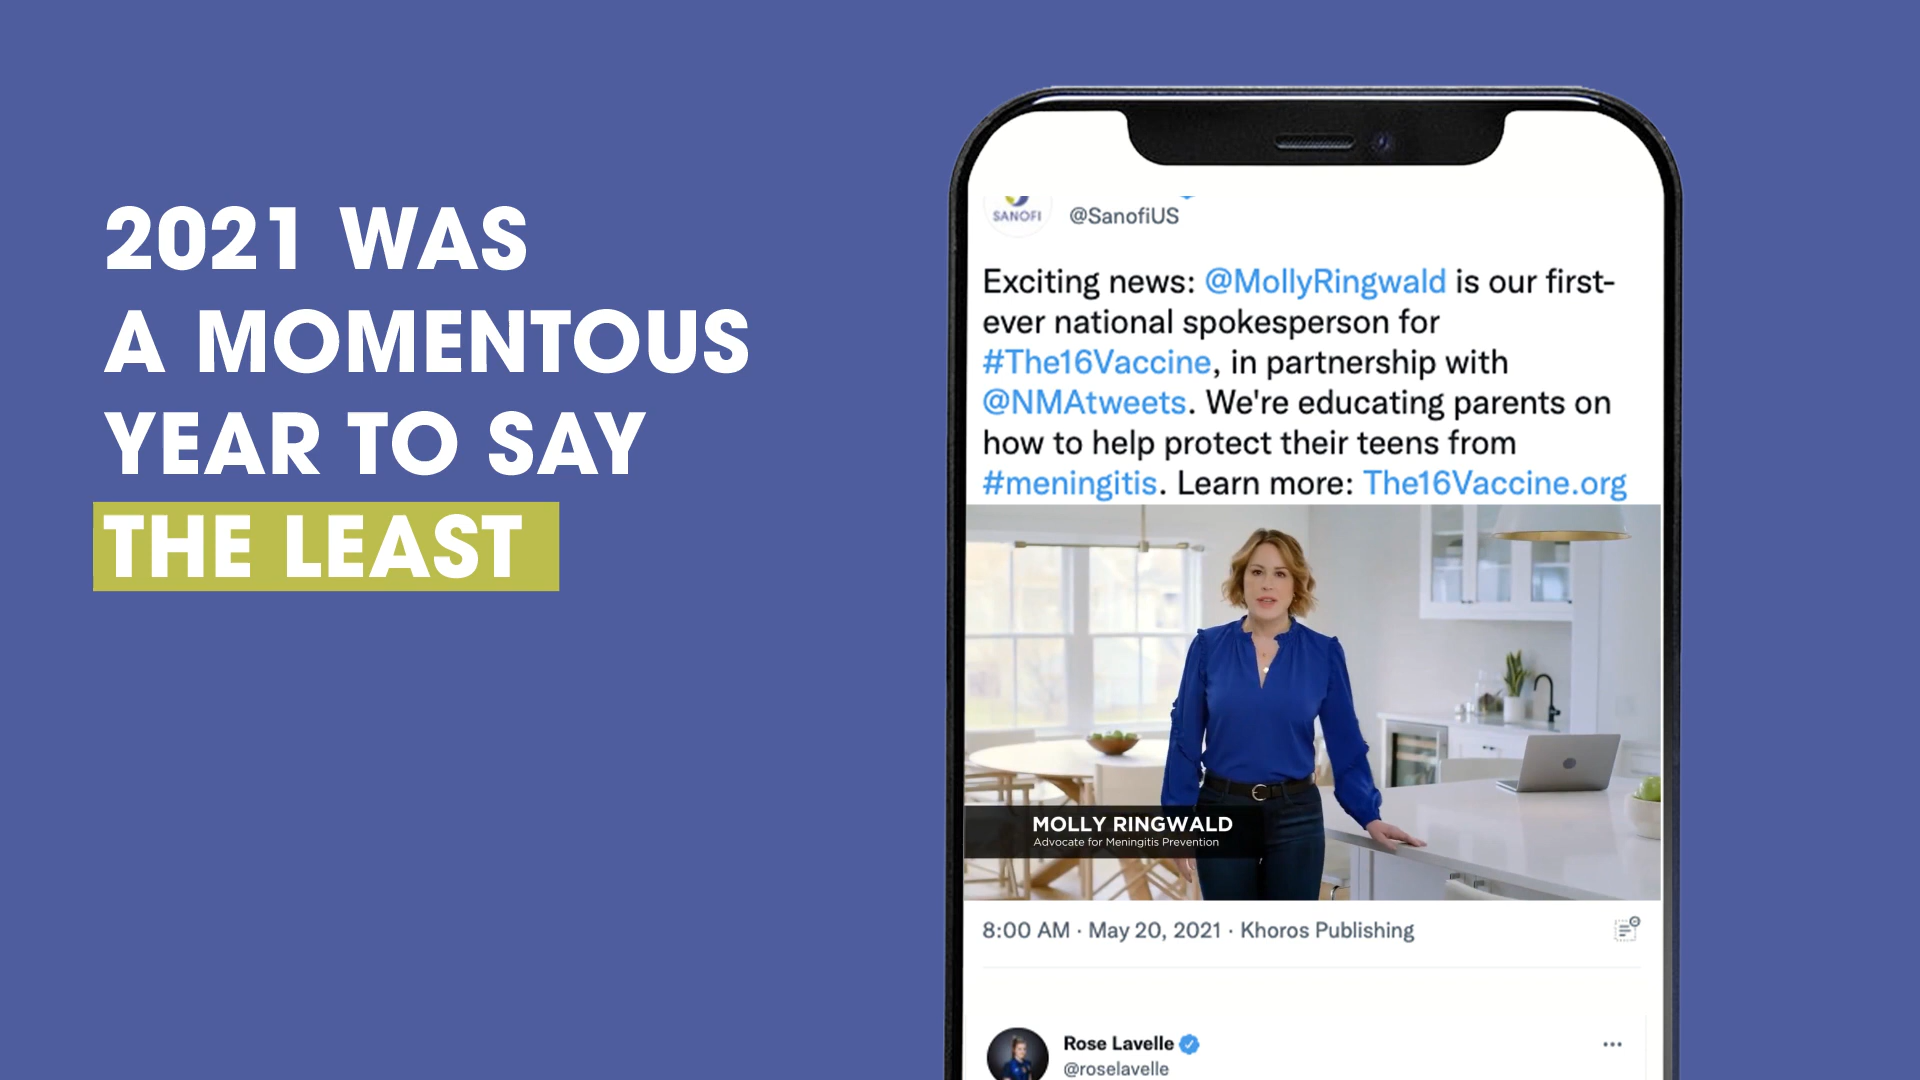 2021 WAS
A MOMENTOUS
YEAR TO SAY
THE LEAST
SANOFI
@SanofiUS
Exciting news: @MollyRingwald is our first-
ever national spokesperson for
#The16Vaccine, in partnership with
@NMAtweets. We're educating parents on
how to help protect their teens from
#meningitis. Learn more: The16Vaccine.org
MOLLY RINGWALD
Advocate for Meningitis Prevention
8:00 AM · May 20, 2021 · Khoros Publishing
Rose Lavelle
@roselavelle